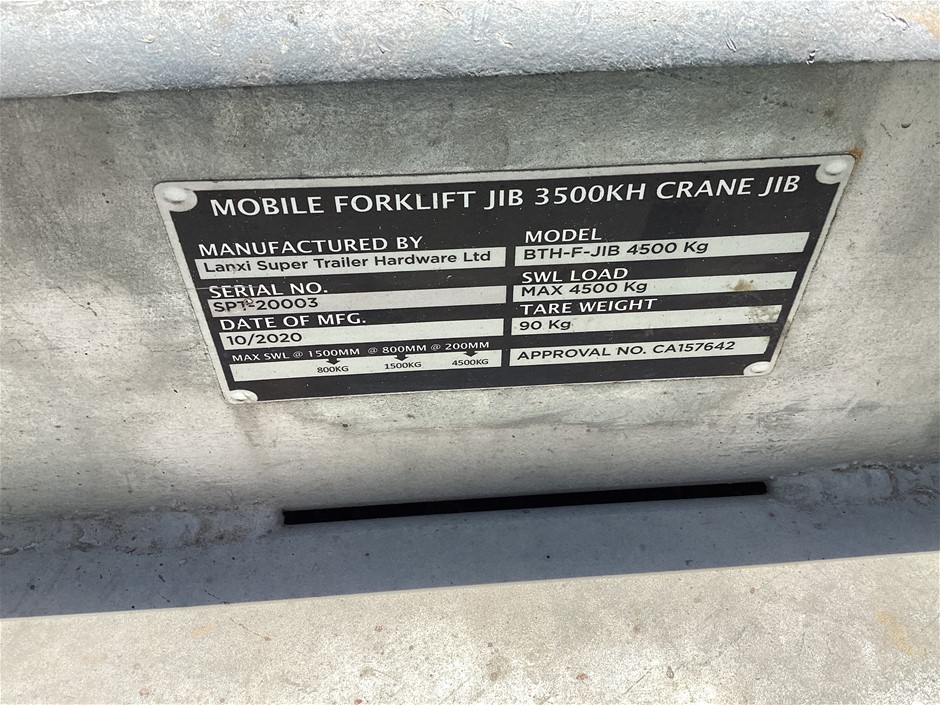 MOBILE FORKLIFT JIB 3500KH CRANE JIB
MANUFACTURED BY
Lanxi Super Trailer Hardware Ltd
SERIAL NO.
SPT-20003
DATE OF MFG.
10/2020
MAX SWL @ 1500MM @ 800MM @ 200MM
800KG 1500KG 4500KG
MODEL
BTH-F-JIB 4500 Kg
SWL LOAD
MAX 4500 Kg
TARE WEIGHT
90 Kg
APPROVAL NO. CA157642